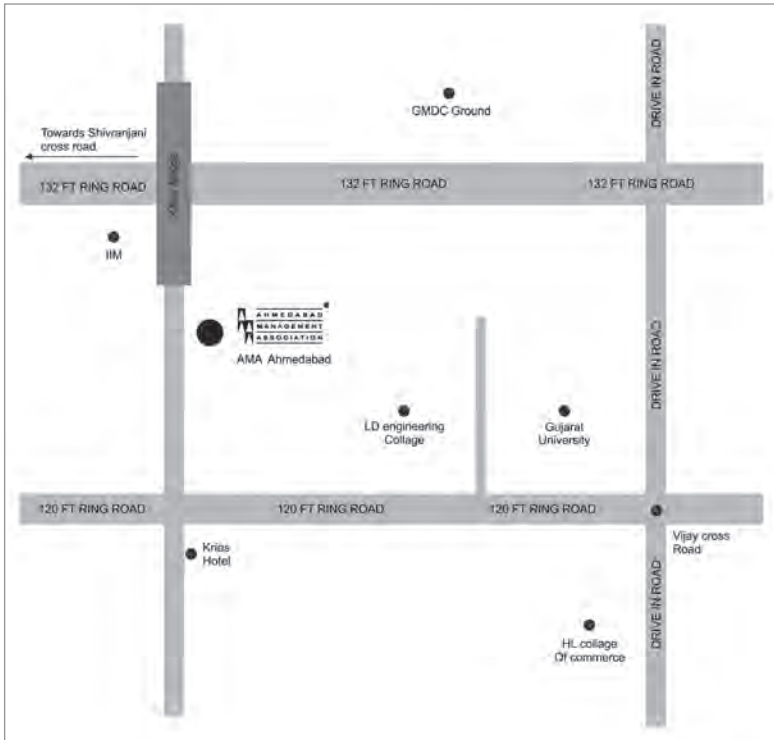 DRIVE IN ROAD
GMDC Ground
Towards Shivranjani
cross road
132 FT RING ROAD
132 FT RING ROAD
132 FT RING ROAD
IIM
AHMEDABAD
MANAGEMENT
ASSOCIATION
AMA Ahmedabad
DRIVE IN ROAD
LD engineering
Collage
Gujarat
University
120 FT RING ROAD
120 FT RING ROAD
120 FT RING ROAD
Vijay cross
Road
Hotel
DRIVE IN ROAD
HL collage
Of commerce